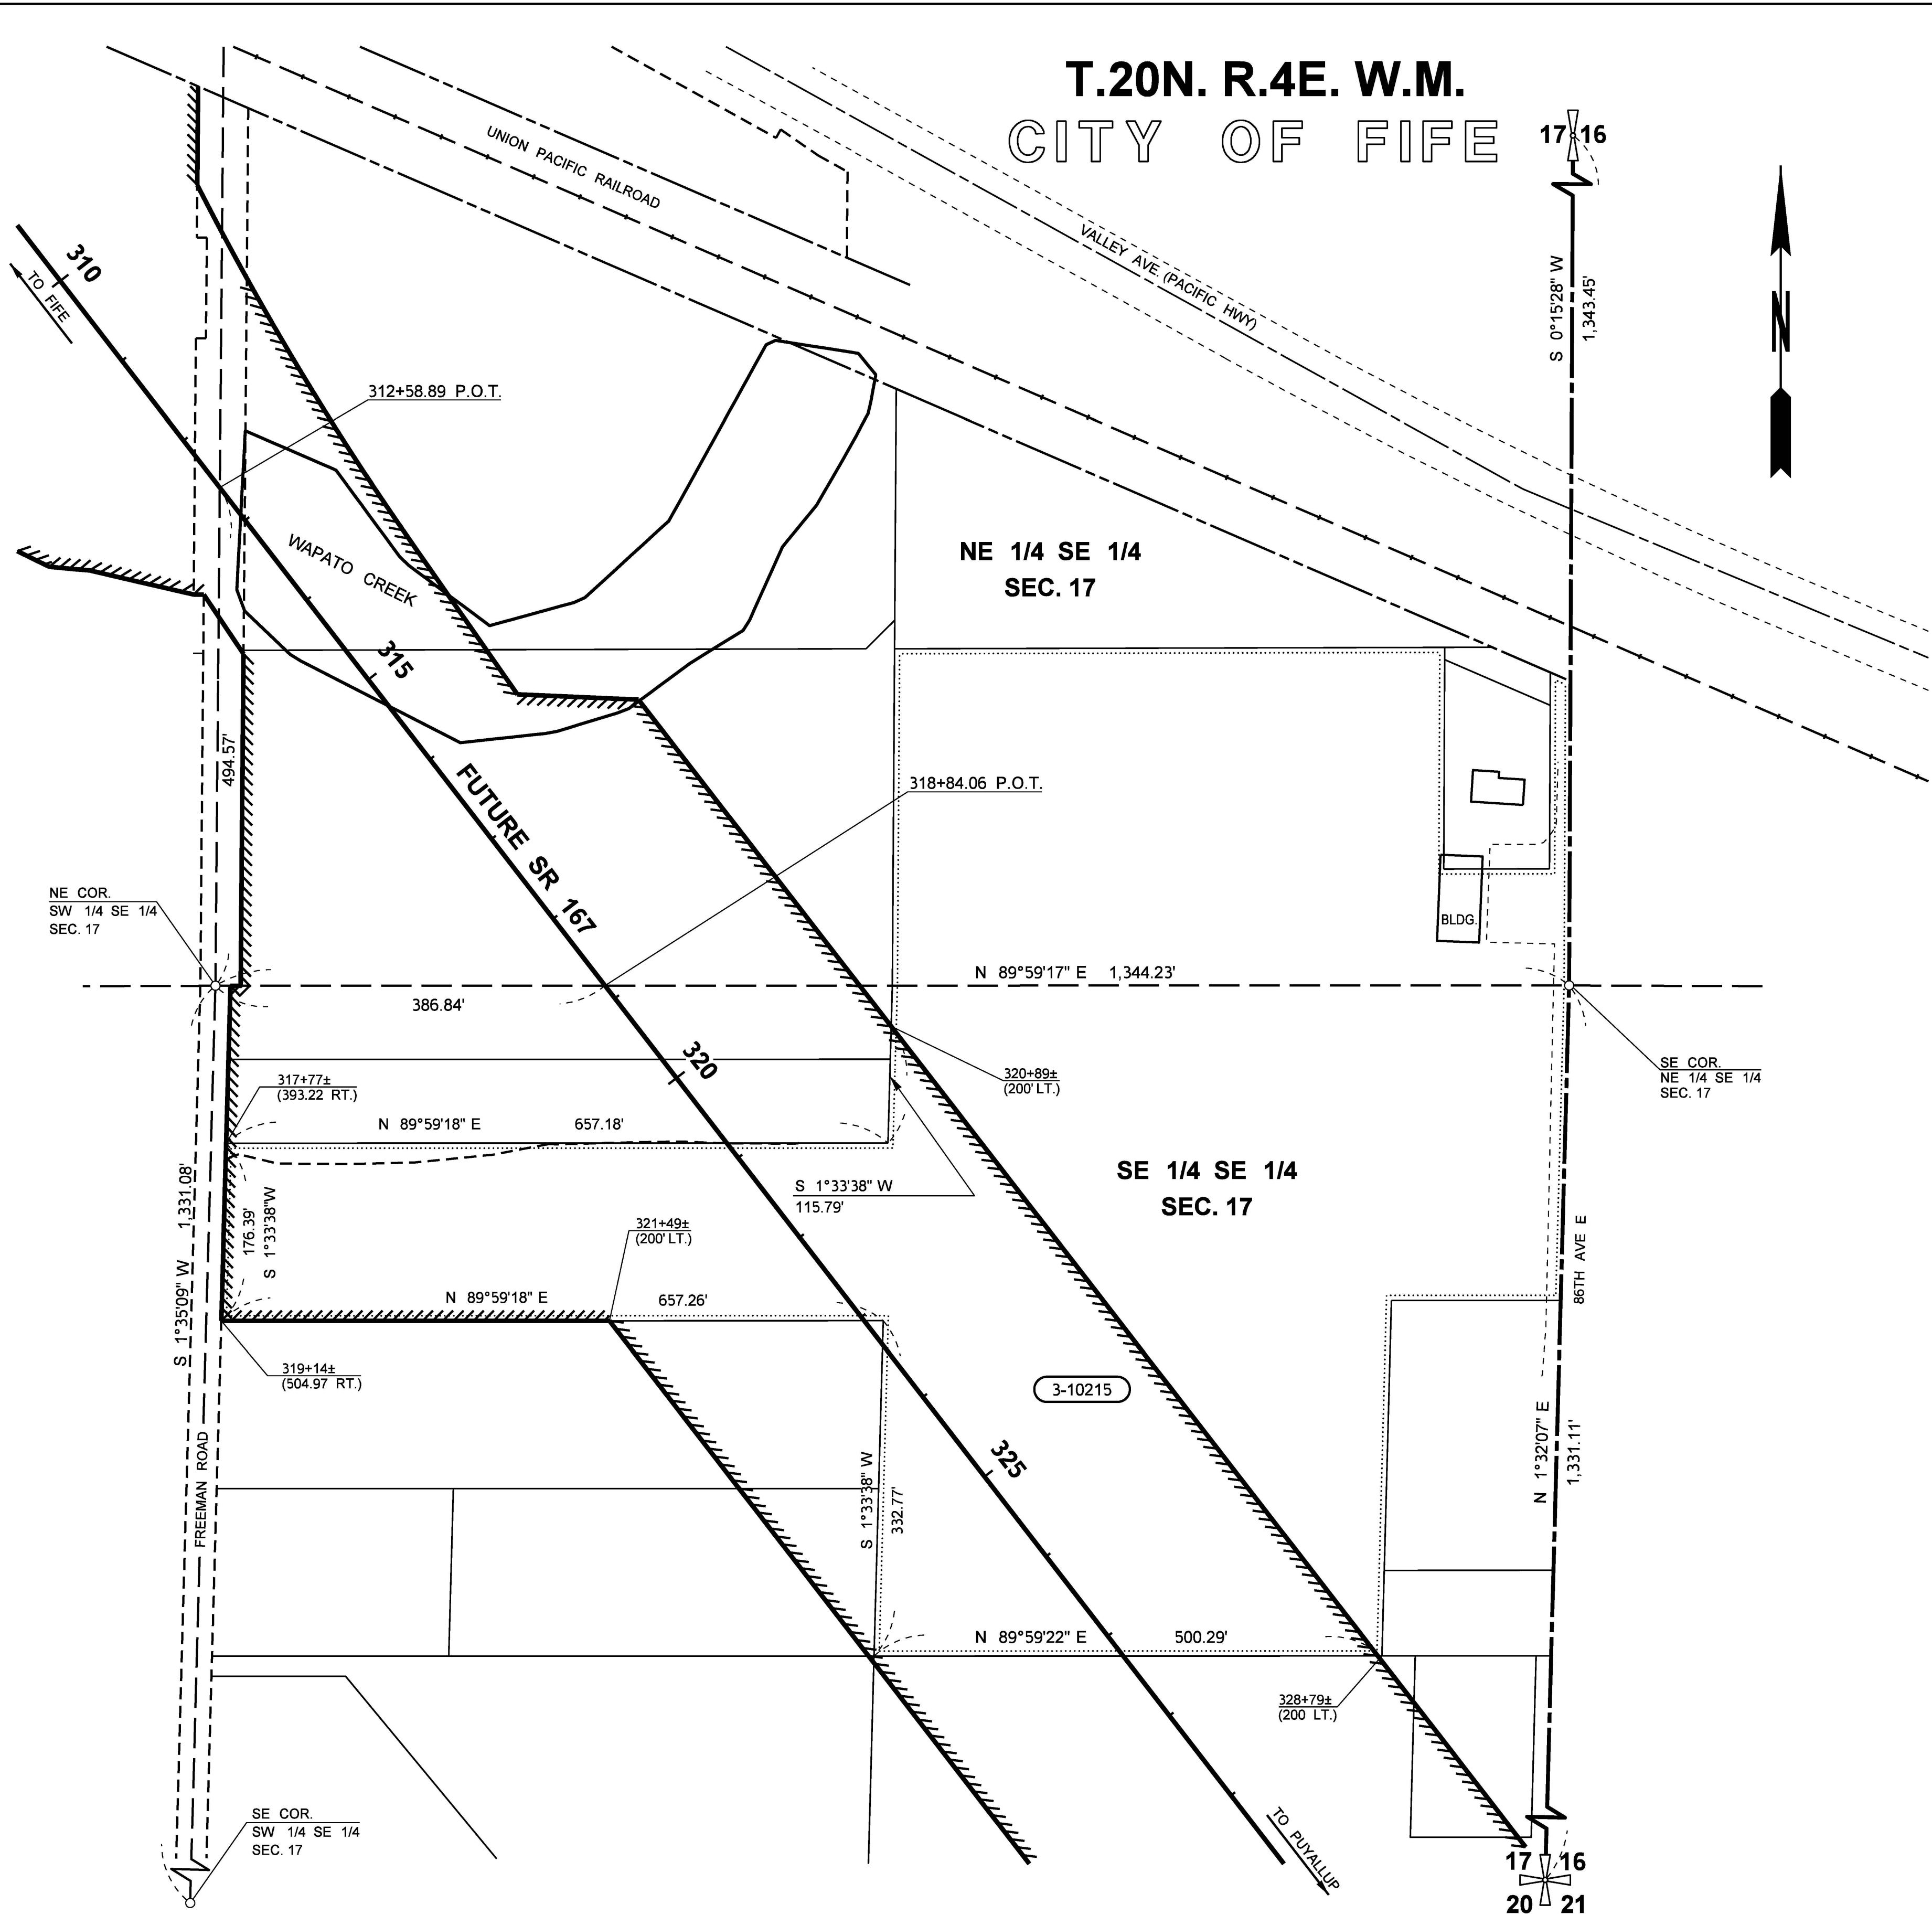 T.20N. R.4E. W.M.
CITY OF FIFE
17 16
UNION PACIFIC RAILROAD
VALLEY AVE. (PACIFIC HWY)
S 0°15'28" W
1,343.45'
N
310
TO FIFE
312+58.89 P.O.T.
WAPATO CREEK
NE 1/4 SE 1/4
SEC. 17
315
494.57'
FUTURE SR 167
318+84.06 P.O.T.
NE COR.
SW 1/4 SE 1/4
SEC. 17
BLDG.
N 89°59'17" E 1,344.23'
386.84'
320
317+77±
(393.22 RT.)
320+89±
(200' LT.)
SE COR.
NE 1/4 SE 1/4
SEC. 17
N 89°59'18" E 657.18'
S 1°35'09" W 1,331.08'
176.39'
S 1°33'38"W
S 1°33'38" W
115.79'
SE 1/4 SE 1/4
SEC. 17
321+49±
(200' LT.)
86TH AVE E
N 89°59'18" E 657.26'
319+14±
(504.97 RT.)
3-10215
FREEMAN ROAD
325
S 1°33'38" W
332.77'
N 1°32'07" E
1,331.11'
N 89°59'22" E 500.29'
328+79±
(200 LT.)
SE COR.
SW 1/4 SE 1/4
SEC. 17
TO PUYALLUP
17 16
20 21